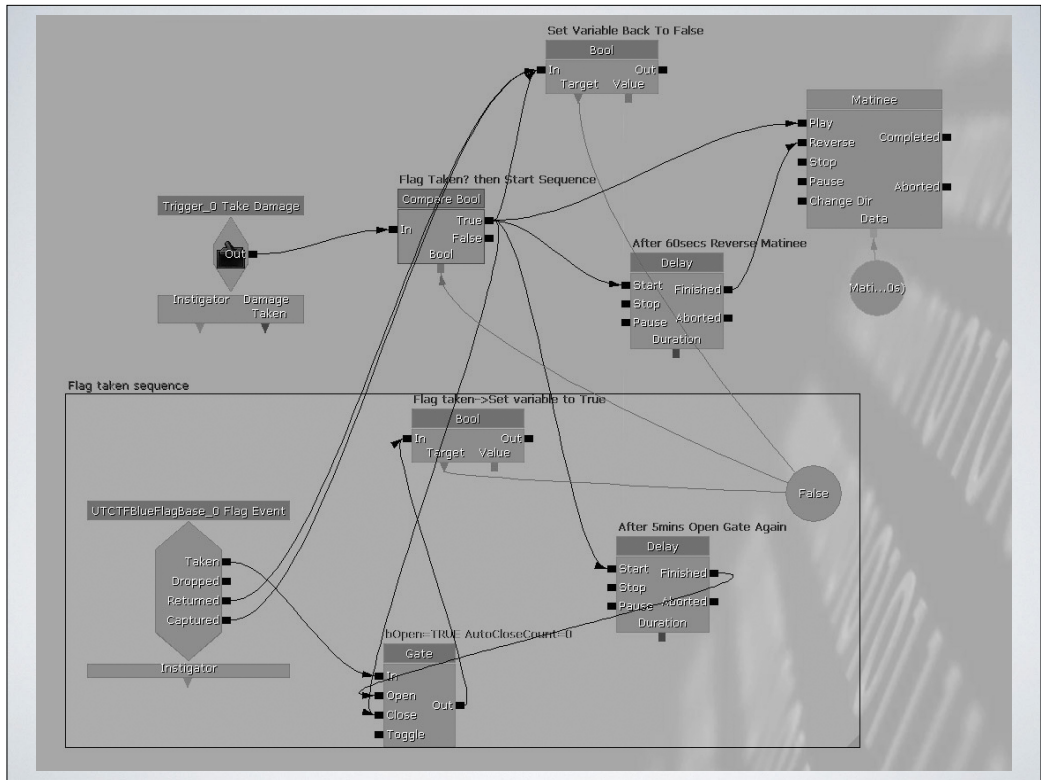 Set Variable Back To False
Bool
In Out
Target Value
Matinee
Play
Completed
Reverse
Stop
Pause
Aborted
Change Dir
Data
Mati...0s)
Flag Taken? then Start Sequence
Compare Bool
True
In
False
Bool
Trigger_0 Take Damage
Out
Instigator Damage
Taken
After 60secs Reverse Matinee
Delay
Start Finished
Stop
Pause Aborted
Duration
Flag taken sequence
Flag taken->Set variable to True
Bool
In Out
Target Value
False
UTCTFBlueFlagBase_0 Flag Event
Taken
Dropped
Returned
Captured
Instigator
After 5mins Open Gate Again
Delay
Start Finished
Stop
Pause Aborted
Duration
bOpen=TRUE AutoCloseCount=0
Gate
In
Open
Out
Close
Toggle